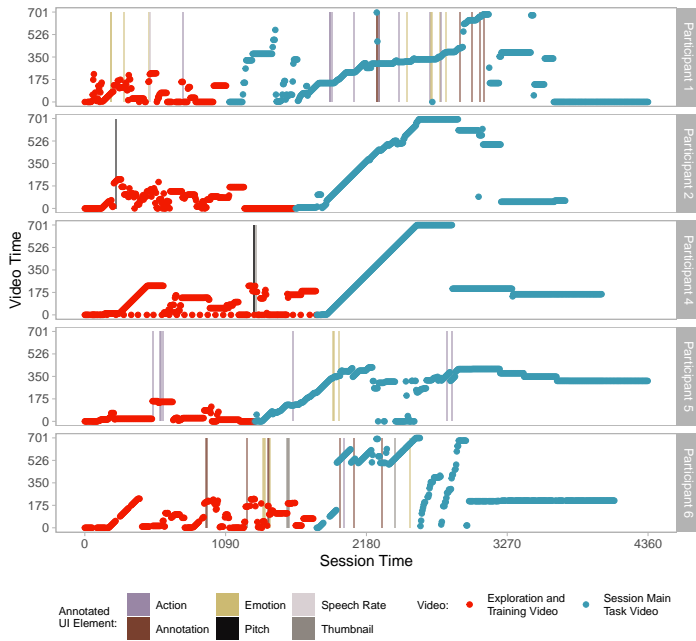 701
526
350
175
0
Participant 1
701
526
350
175
0
Participant 2
701
526
350
175
0
Participant 4
701
526
350
175
0
Participant 5
701
526
350
175
0
Participant 6
Video Time
0 1090 2180 3270 4360
Session Time
Annotated
UI Element:
Action
Emotion
Speech Rate
Annotation
Pitch
Thumbnail
Video:
Exploration and
Training Video
Session Main
Task Video